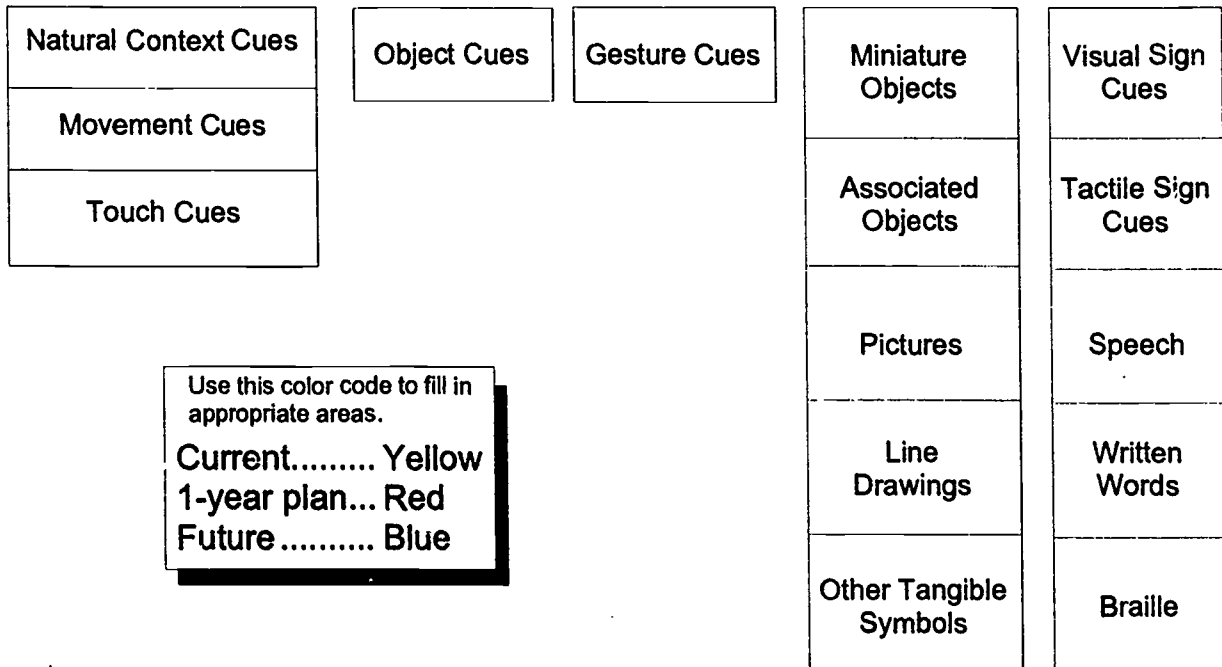 Natural Context Cues
Movement Cues
Touch Cues
Object Cues
Gesture Cues
Miniature
Objects
Associated
Objects
Pictures
Line
Drawings
Other Tangible
Symbols
Visual Sign
Cues
Tactile Sign
Cues
Speech
Written
Words
Braille
Use this color code to fill in
appropriate areas.
Current......... Yellow
1-year plan... Red
Future .......... Blue